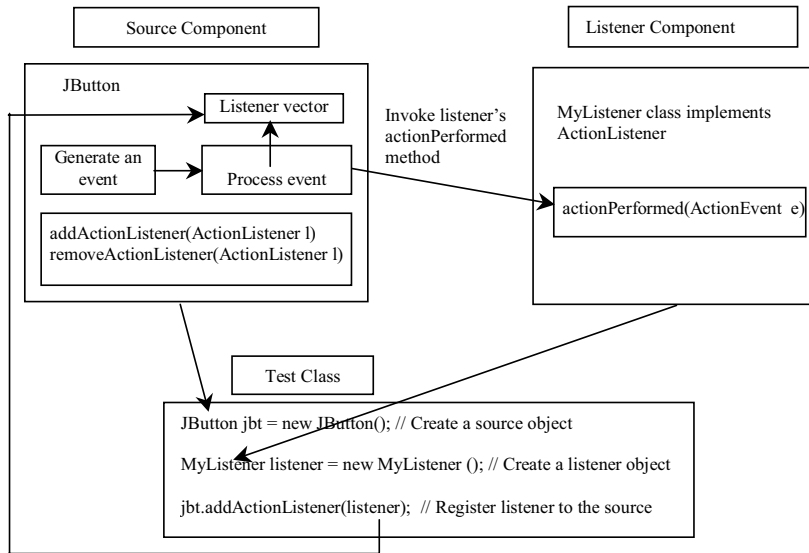 Source Component
Listener Component
JButton
Listener vector
Generate an
event
Process event
addActionListener(ActionListener l)
removeActionListener(ActionListener l)
Invoke listener’s
actionPerformed
method
MyListener class implements
ActionListener
actionPerformed(ActionEvent e)
Test Class
JButton jbt = new JButton(); // Create a source object
MyListener listener = new MyListener (); // Create a listener object
jbt.addActionListener(listener); // Register listener to the source